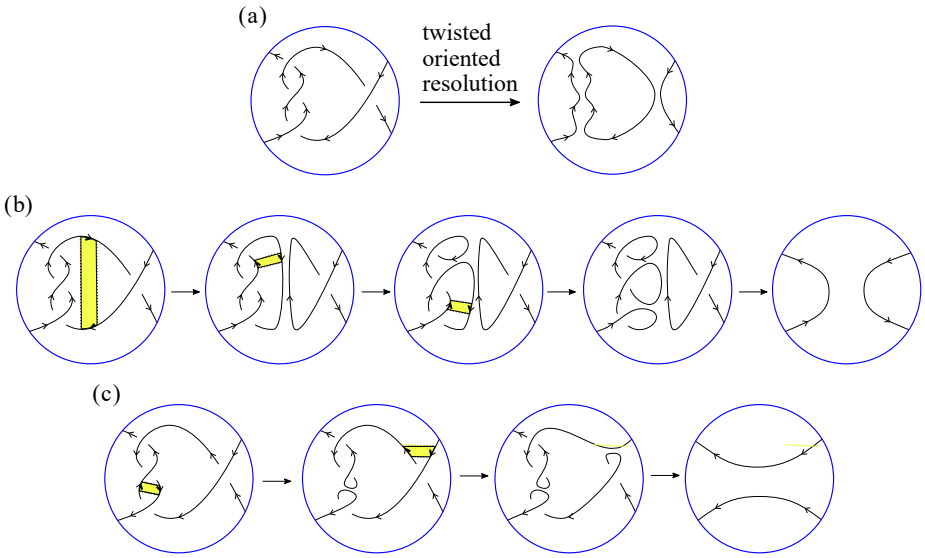 (a)
twisted
oriented
resolution
(b)
(c)